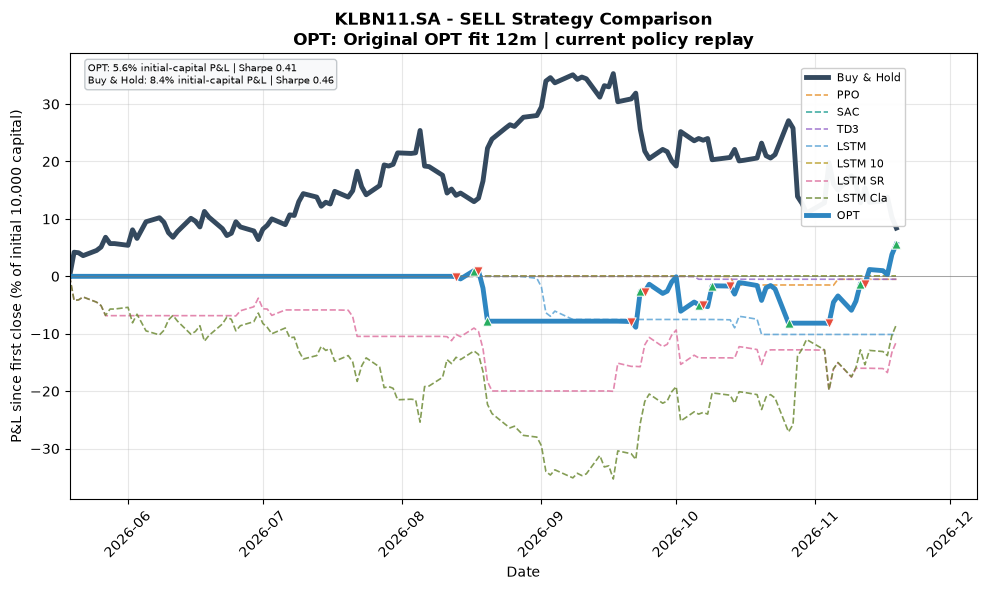 KLBN11.SA - SELL Strategy Comparison
OPT: Original OPT fit 12m | current policy replay
OPT: 5.6% initial-capital P&L | Sharpe 0.41
Buy & Hold: 8.4% initial-capital P&L | Sharpe 0.46
Buy & Hold
PPO
SAC
TD3
LSTM
LSTM 10
LSTM SR
LSTM Cla
OPT
P&L since first close (% of initial 10,000 capital)
30
20
10
0
−10
−20
−30
2026-06
2026-07
2026-08
2026-09
2026-10
2026-11
2026-12
Date